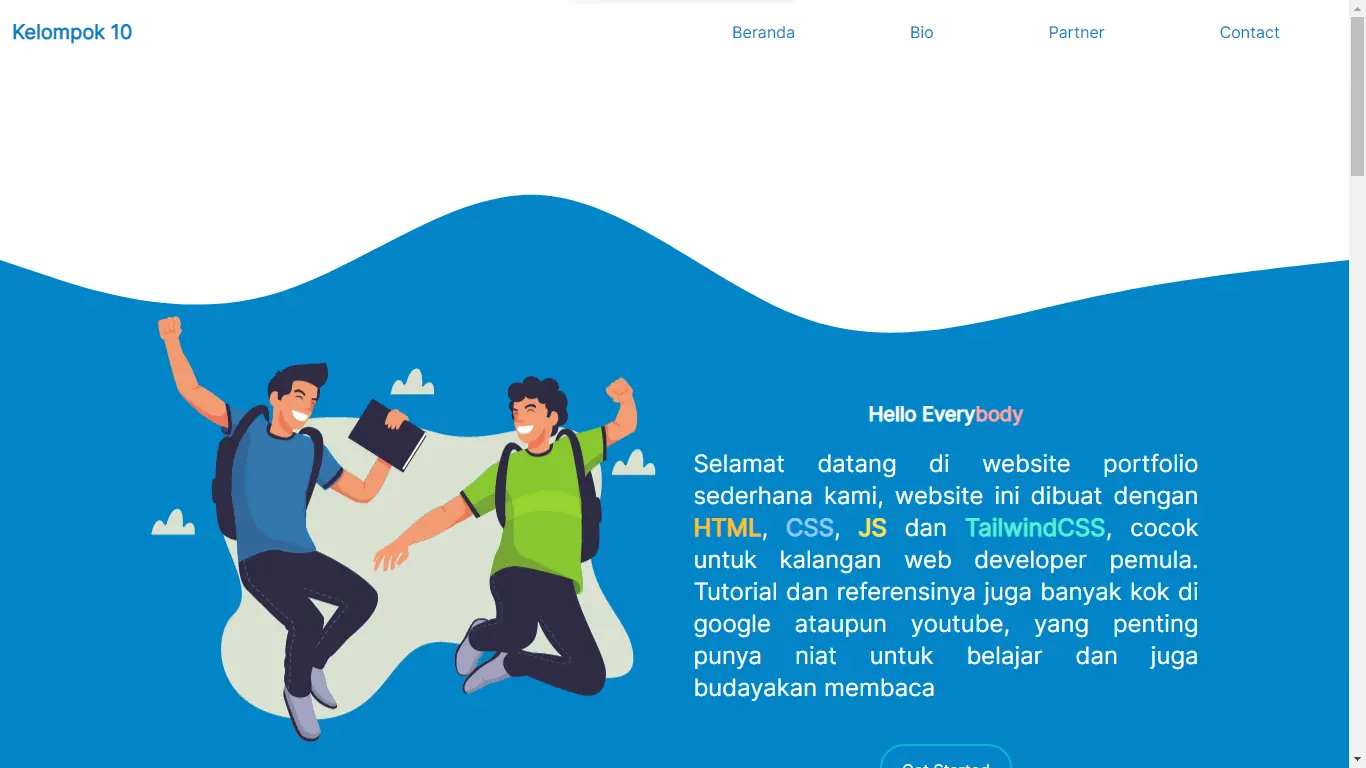 Kelompok 10
Beranda
Bio
Partner
Contact
Hello Everybody
Selamat datang di website portfolio
sederhana kami, website ini dibuat dengan
HTML, CSS, JS dan TailwindCSS, cocok
untuk kalangan web developer pemula.
Tutorial dan referensinya juga banyak kok di
google ataupun youtube, yang penting
punya niat untuk belajar dan juga
budayakan membaca
Get Started